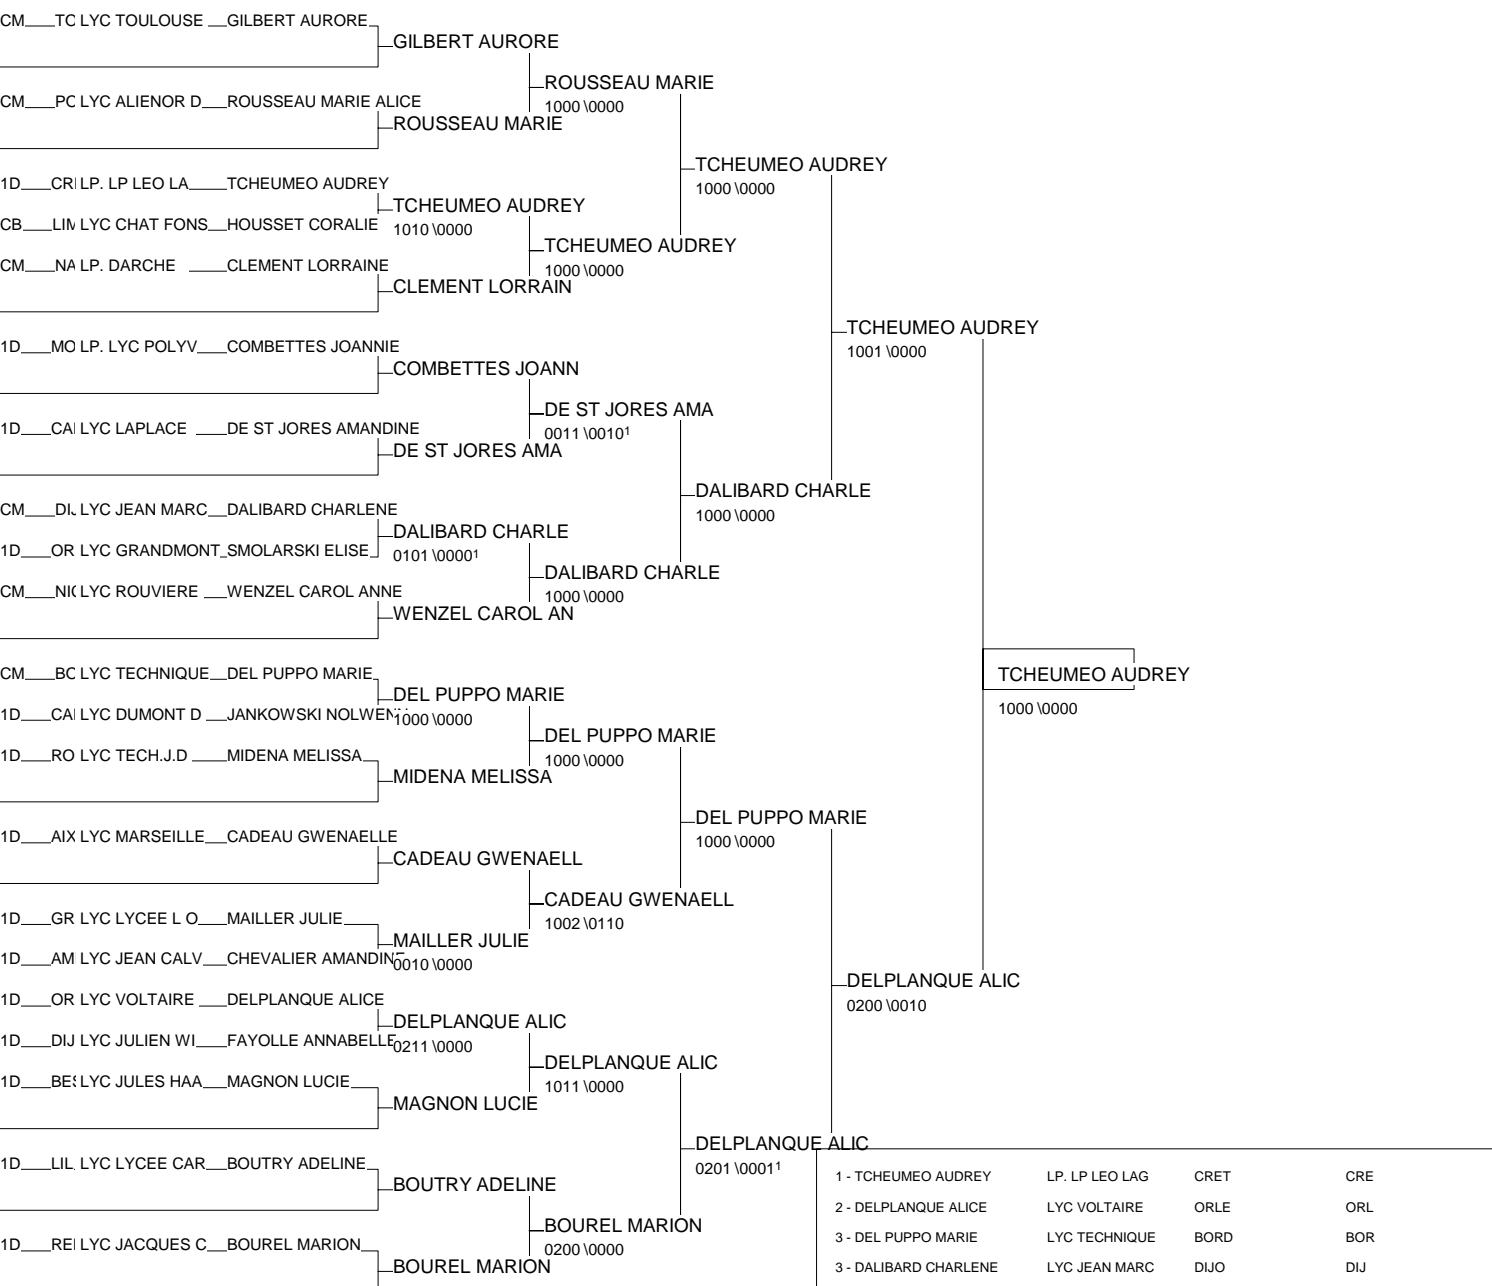 CM TO LYC TOULOUSE GILBERT AURORE
GILBERT AURORE
ROUSSEAU MARIE
1000 \0000
CM PO LYC ALIENOR D ROUSSEAU MARIE ALICE
ROUSSEAU MARIE
TCHEUMEO AUDREY
1000 \0000
1D CRI LP. LP LEO LA TCHEUMEO AUDREY
TCHEUMEO AUDREY
1010 \0000
CB LIM LYC CHAT FONS HOUSSET CORALIE
TCHEUMEO AUDREY
1000 \0000
CM NA LP. DARCHE CLEMENT LORRAINE
CLEMENT LORRAIN
TCHEUMEO AUDREY
1001 \0000
1D MO LP. LYC POLYV COMBETTES JOANNIE
COMBETTES JOANN
DE ST JORES AMA
0011 \0010¹
1D CAI LYC LAPLACE DE ST JORES AMANDINE
DE ST JORES AMA
DALIBARD CHARLE
1000 \0000
CM DIJ LYC JEAN MARC DALIBARD CHARLENE
DALIBARD CHARLE
0101 \0000¹
1D OR LYC GRANDMONT SMOLARSKI ELISE
DALIBARD CHARLE
1000 \0000
CM NIC LYC ROUVIERE WENZEL CAROL ANNE
WENZEL CAROL AN
TCHEUMEO AUDREY
1000 \0000
CM BO LYC TECHNIQUE DEL PUPPO MARIE
DEL PUPPO MARIE
1000 \0000
1D CAI LYC DUMONT D JANKOWSKI NOLWENN
DEL PUPPO MARIE
1000 \0000
1D RO LYC TECH.J.D MIDENA MELISSA
MIDENA MELISSA
DEL PUPPO MARIE
1000 \0000
1D AIX LYC MARSEILLE CADEAU GWENAELLE
CADEAU GWENAELL
CADEAU GWENAELL
1002 \0110
1D GR LYC LYCEE L O MAILLER JULIE
MAILLER JULIE
0010 \0000
1D AM LYC JEAN CALV CHEVALIER AMANDINE
DELPLANQUE ALIC
0200 \0010
1D OR LYC VOLTAIRE DELPLANQUE ALICE
DELPLANQUE ALIC
0211 \0000
1D DIJ LYC JULIEN WI FAYOLLE ANNABELLE
DELPLANQUE ALIC
1011 \0000
1D BES LYC JULES HAA MAGNON LUCIE
MAGNON LUCIE
DELPLANQUE ALIC
0201 \0001¹
1D LIL LYC LYCEE CAR BOUTRY ADELINE
BOUTRY ADELINE
BOUREL MARION
0200 \0000
1D REI LYC JACQUES C BOUREL MARION
BOUREL MARION
1 - TCHEUMEO AUDREY LP. LP LEO LAG CRET CRE
2 - DELPLANQUE ALICE LYC VOLTAIRE ORLE ORL
3 - DEL PUPPO MARIE LYC TECHNIQUE BORD BOR
3 - DALIBARD CHARLENE LYC JEAN MARC DIJO DIJ